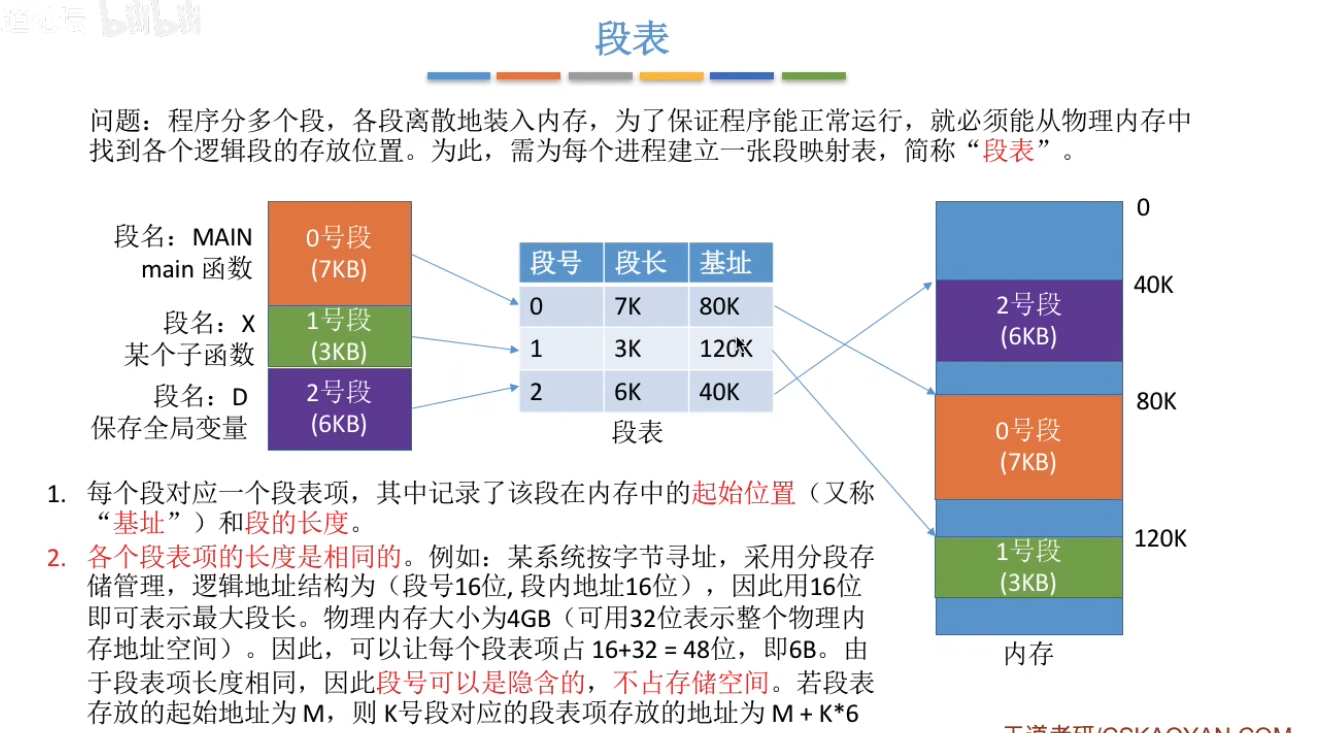 道论坛 bilibili
段表
问题：程序分多个段，各段离散地装入内存，为了保证程序能正常运行，就必须能从物理内存中
找到各个逻辑段的存放位置。为此，需为每个进程建立一张段映射表，简称“段表”。
段名：MAIN
main 函数
0号段
(7KB)
段名：X
某个子函数
1号段
(3KB)
段名：D
保存全局变量
2号段
(6KB)
段号 段长 基址
0 7K 80K
1 3K 120K
2 6K 40K
段表
0
40K
2号段
(6KB)
80K
0号段
(7KB)
120K
1号段
(3KB)
内存
1. 每个段对应一个段表项，其中记录了该段在内存中的起始位置（又称
“基址”）和段的长度。
2. 各个段表项的长度是相同的。例如：某系统按字节寻址，采用分段存
储管理，逻辑地址结构为（段号16位, 段内地址16位），因此用16位
即可表示最大段长。物理内存大小为4GB（可用32位表示整个物理内
存地址空间）。因此，可以让每个段表项占 16+32 = 48位，即6B。由
于段表项长度相同，因此段号可以是隐含的，不占存储空间。若段表
存放的起始地址为 M，则 K号段对应的段表项存放的地址为 M + K*6
王道考研/CSKAOYAN.COM